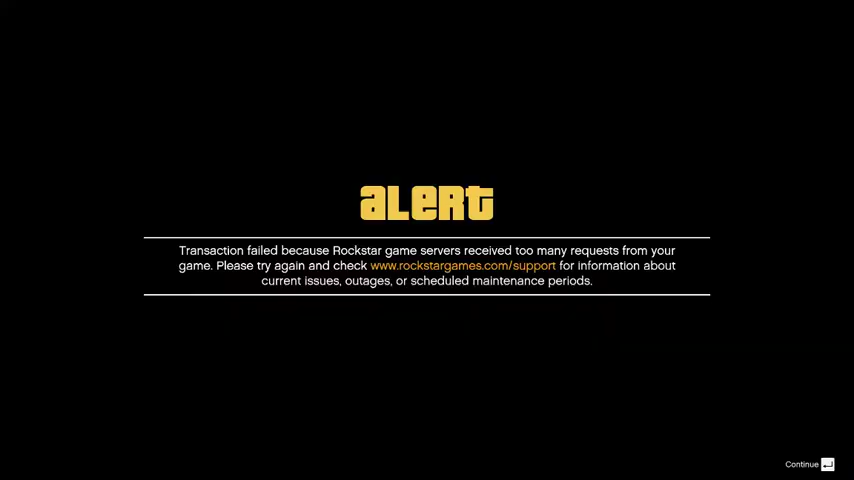 alert
Transaction failed because Rockstar game servers received too many requests from your
game. Please try again and check www.rockstargames.com/support for information about
current issues, outages, or scheduled maintenance periods.
Continue